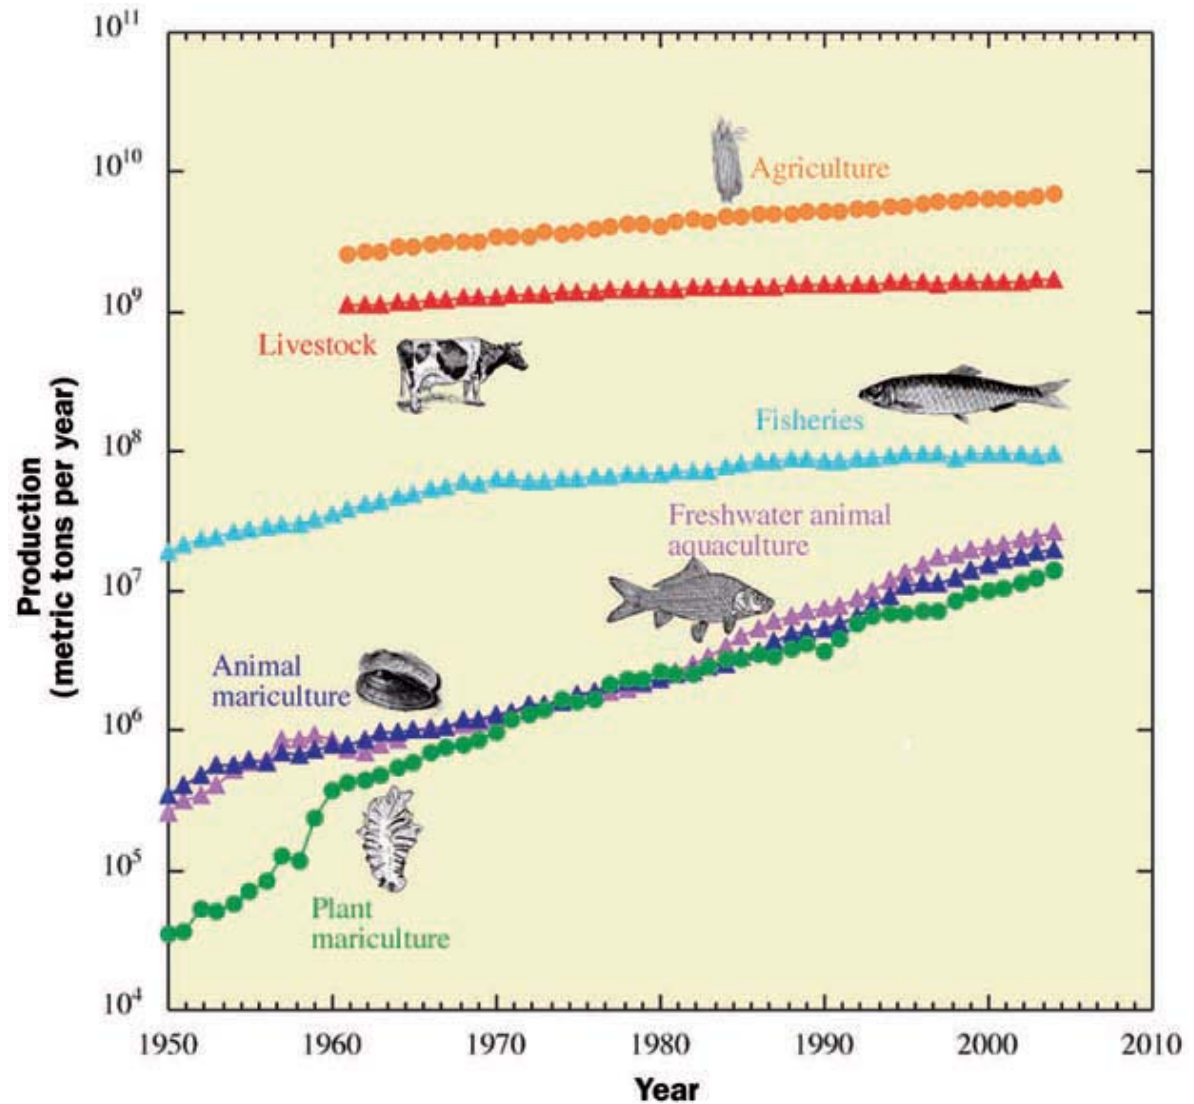 10¹¹
10¹⁰
Agriculture
10⁹
Livestock
Fisheries
10⁸
Freshwater animal
aquaculture
10⁷
Animal
mariculture
10⁶
10⁵
Plant
mariculture
10⁴
Production
(metric tons per year)
1950 1960 1970 1980 1990 2000 2010
Year